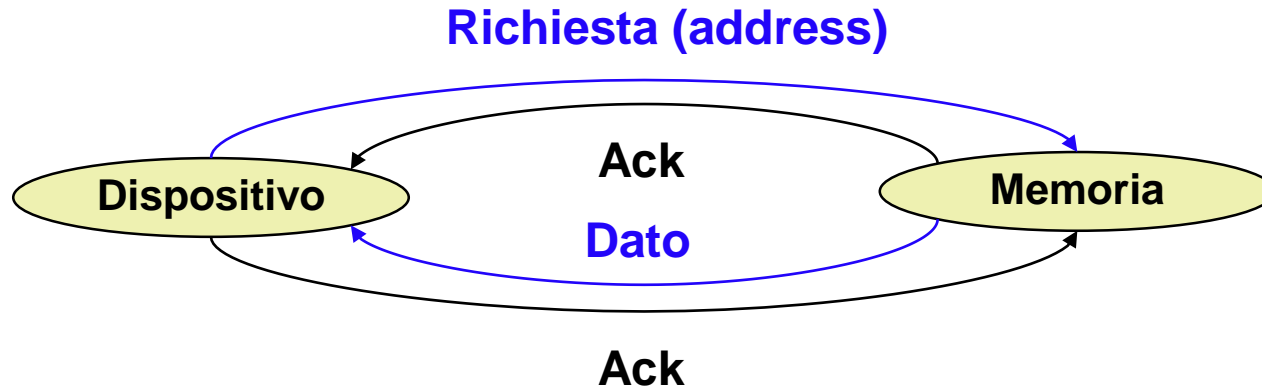 Richiesta (address)
Ack
Dispositivo
Memoria
Dato
Ack